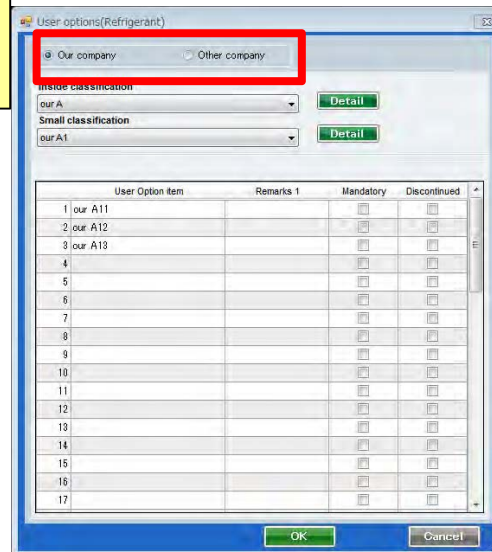 User options(Refrigerant)
Our company Other company
Inside classification
our A Detail
Small classification
our A1 Detail
User Option item Remarks 1 Mandatory Discontinued
1 our A11
2 our A12
3 our A13
4
5
6
7
8
9
10
11
12
13
14
15
16
17
OK Cancel